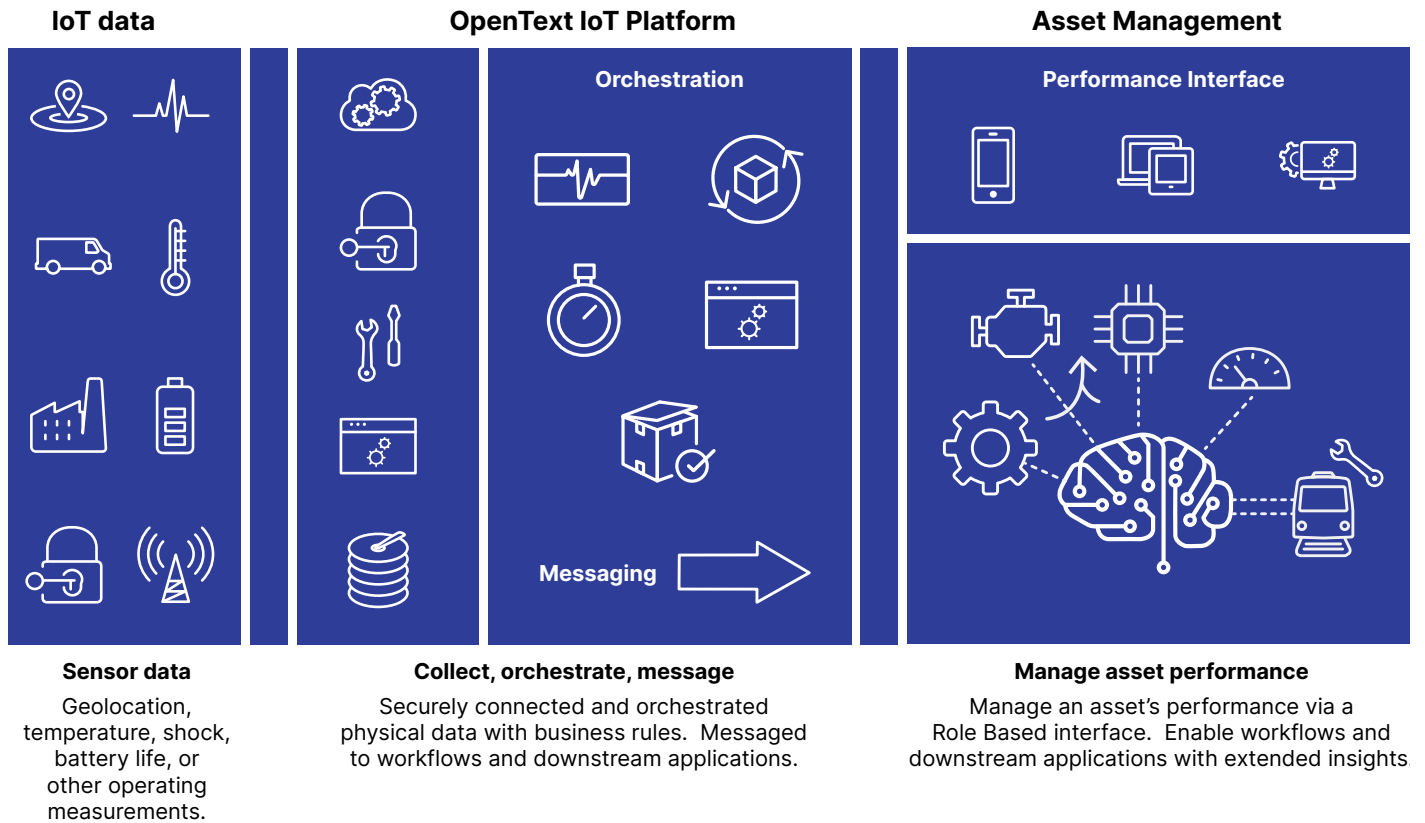 IoT data
OpenText IoT Platform
Asset Management
Orchestration
Messaging
Performance Interface
Sensor data
Geolocation,
temperature, shock,
battery life, or
other operating
measurements.
Collect, orchestrate, message
Securely connected and orchestrated
physical data with business rules.  Messaged
to workflows and downstream applications.
Manage asset performance
Manage an asset’s performance via a
Role Based interface.  Enable workflows and
downstream applications with extended insights.